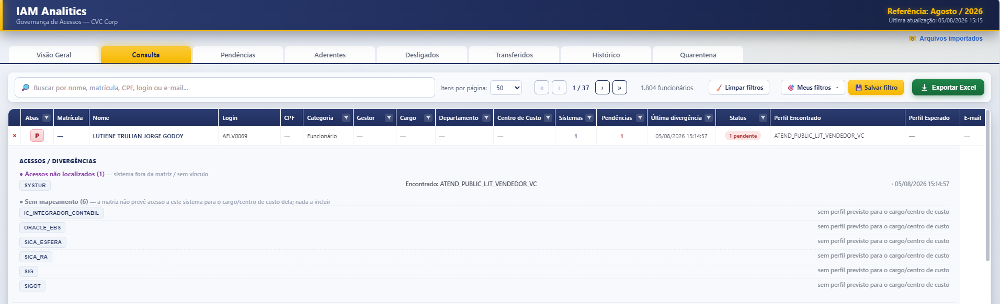 IAM Analitics
Governança de Acessos — CVC Corp
Referência: Agosto / 2026
Última atualização: 05/08/2026 15:15
Arquivos importados
Visão Geral Consulta Pendências Aderentes Desligados Transferidos Histórico Quarentena
Buscar por nome, matrícula, CPF, login ou e-mail... Itens por página: 50 « ‹ 1 / 37 › » 1.804 funcionários Limpar filtros Meus filtros Salvar filtro Exportar Excel
Abas Matrícula Nome Login CPF Categoria Gestor Cargo Departamento Centro de Custo Sistemas Pendências Última divergência Status Perfil Encontrado Perfil Esperado E-mail
× P — LUTIENE TRULIAN JORGE GODOY AFLV0069 — Funcionário — — — — 1 1 05/08/2026 15:14:57 1 pendente ATEND_PUBLIC_LJT_VENDEDOR_VC — —
ACESSOS / DIVERGÊNCIAS
• Acessos não localizados (1) — sistema fora da matriz / sem vínculo
SYSTUR Encontrado: ATEND_PUBLIC_LJT_VENDEDOR_VC · 05/08/2026 15:14:57
• Sem mapeamento (6) — a matriz não prevê acesso a este sistema para o cargo/centro de custo dela; nada a incluir
IC_INTEGRADOR_CONTABIL sem perfil previsto para o cargo/centro de custo
ORACLE_EBS sem perfil previsto para o cargo/centro de custo
SICA_ESFERA sem perfil previsto para o cargo/centro de custo
SICA_RA sem perfil previsto para o cargo/centro de custo
SIG sem perfil previsto para o cargo/centro de custo
SIGOT sem perfil previsto para o cargo/centro de custo